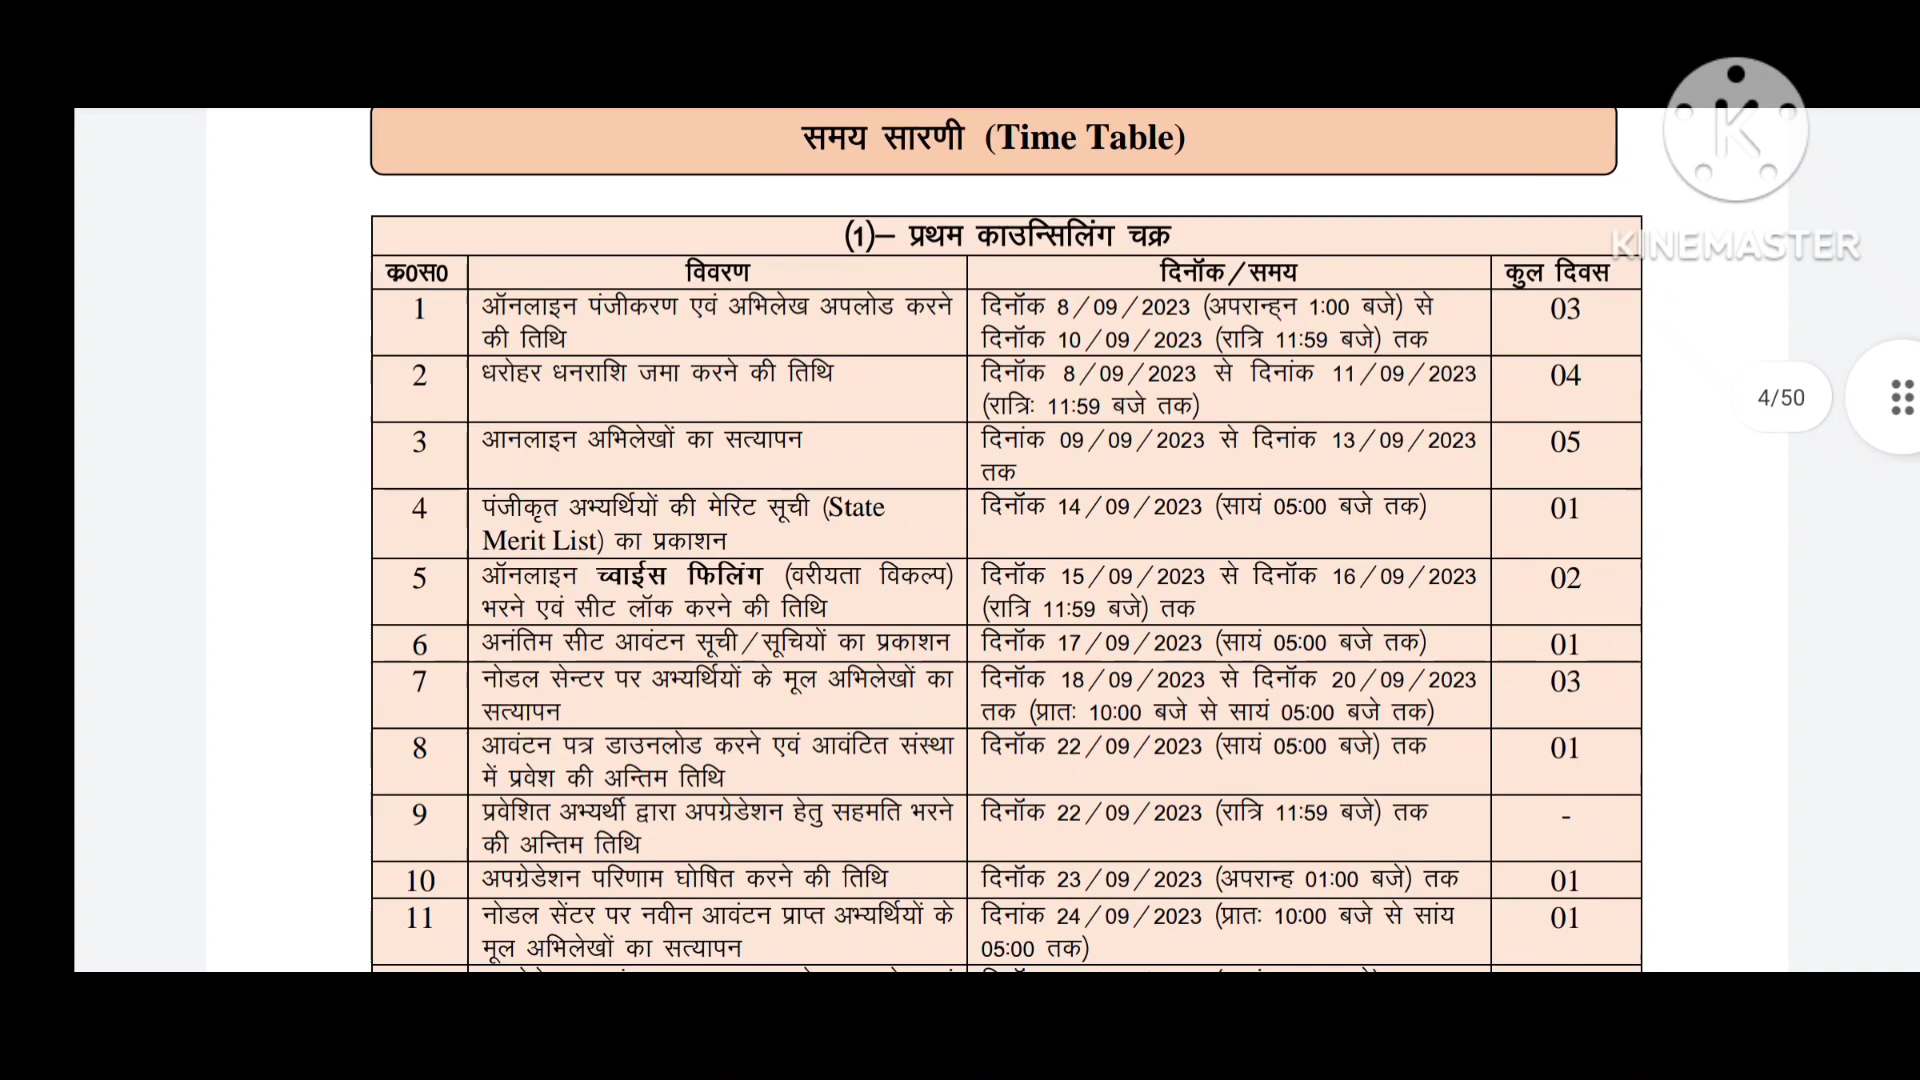 समय सारणी (Time Table)
KINEMASTER
(1)– प्रथम काउन्सिलिंग चक्र
क0स0 विवरण दिनॉक/समय कुल दिवस
1 ऑनलाइन पंजीकरण एवं अभिलेख अपलोड करने दिनॉक 8/09/2023 (अपरान्ह्न 1:00 बजे) से 03
की तिथि दिनॉक 10/09/2023 (रात्रि 11:59 बजे) तक
2 धरोहर धनराशि जमा करने की तिथि दिनॉक 8/09/2023 से दिनांक 11/09/2023 04
(रात्रिः 11:59 बजे तक)
4/50
3 आनलाइन अभिलेखों का सत्यापन दिनांक 09/09/2023 से दिनांक 13/09/2023 05
तक
4 पंजीकृत अभ्यर्थियों की मेरिट सूची (State दिनॉक 14/09/2023 (सायं 05:00 बजे तक) 01
Merit List) का प्रकाशन
5 ऑनलाइन च्वाईस फिलिंग (वरीयता विकल्प) दिनॉक 15/09/2023 से दिनॉक 16/09/2023 02
भरने एवं सीट लॉक करने की तिथि (रात्रि 11:59 बजे) तक
6 अनंतिम सीट आवंटन सूची/सूचियों का प्रकाशन दिनॉक 17/09/2023 (सायं 05:00 बजे तक) 01
7 नोडल सेन्टर पर अभ्यर्थियों के मूल अभिलेखों का दिनॉक 18/09/2023 से दिनॉक 20/09/2023 03
सत्यापन तक (प्रातः 10:00 बजे से सायं 05:00 बजे तक)
8 आवंटन पत्र डाउनलोड करने एवं आवंटित संस्था दिनॉक 22/09/2023 (सायं 05:00 बजे) तक 01
में प्रवेश की अन्तिम तिथि
9 प्रवेशित अभ्यर्थी द्वारा अपग्रेडेशन हेतु सहमति भरने दिनॉक 22/09/2023 (रात्रि 11:59 बजे) तक -
की अन्तिम तिथि
10 अपग्रेडेशन परिणाम घोषित करने की तिथि दिनॉक 23/09/2023 (अपरान्ह 01:00 बजे) तक 01
11 नोडल सेंटर पर नवीन आवंटन प्राप्त अभ्यर्थियों के दिनांक 24/09/2023 (प्रातः 10:00 बजे से सांय 01
मूल अभिलेखों का सत्यापन 05:00 तक)